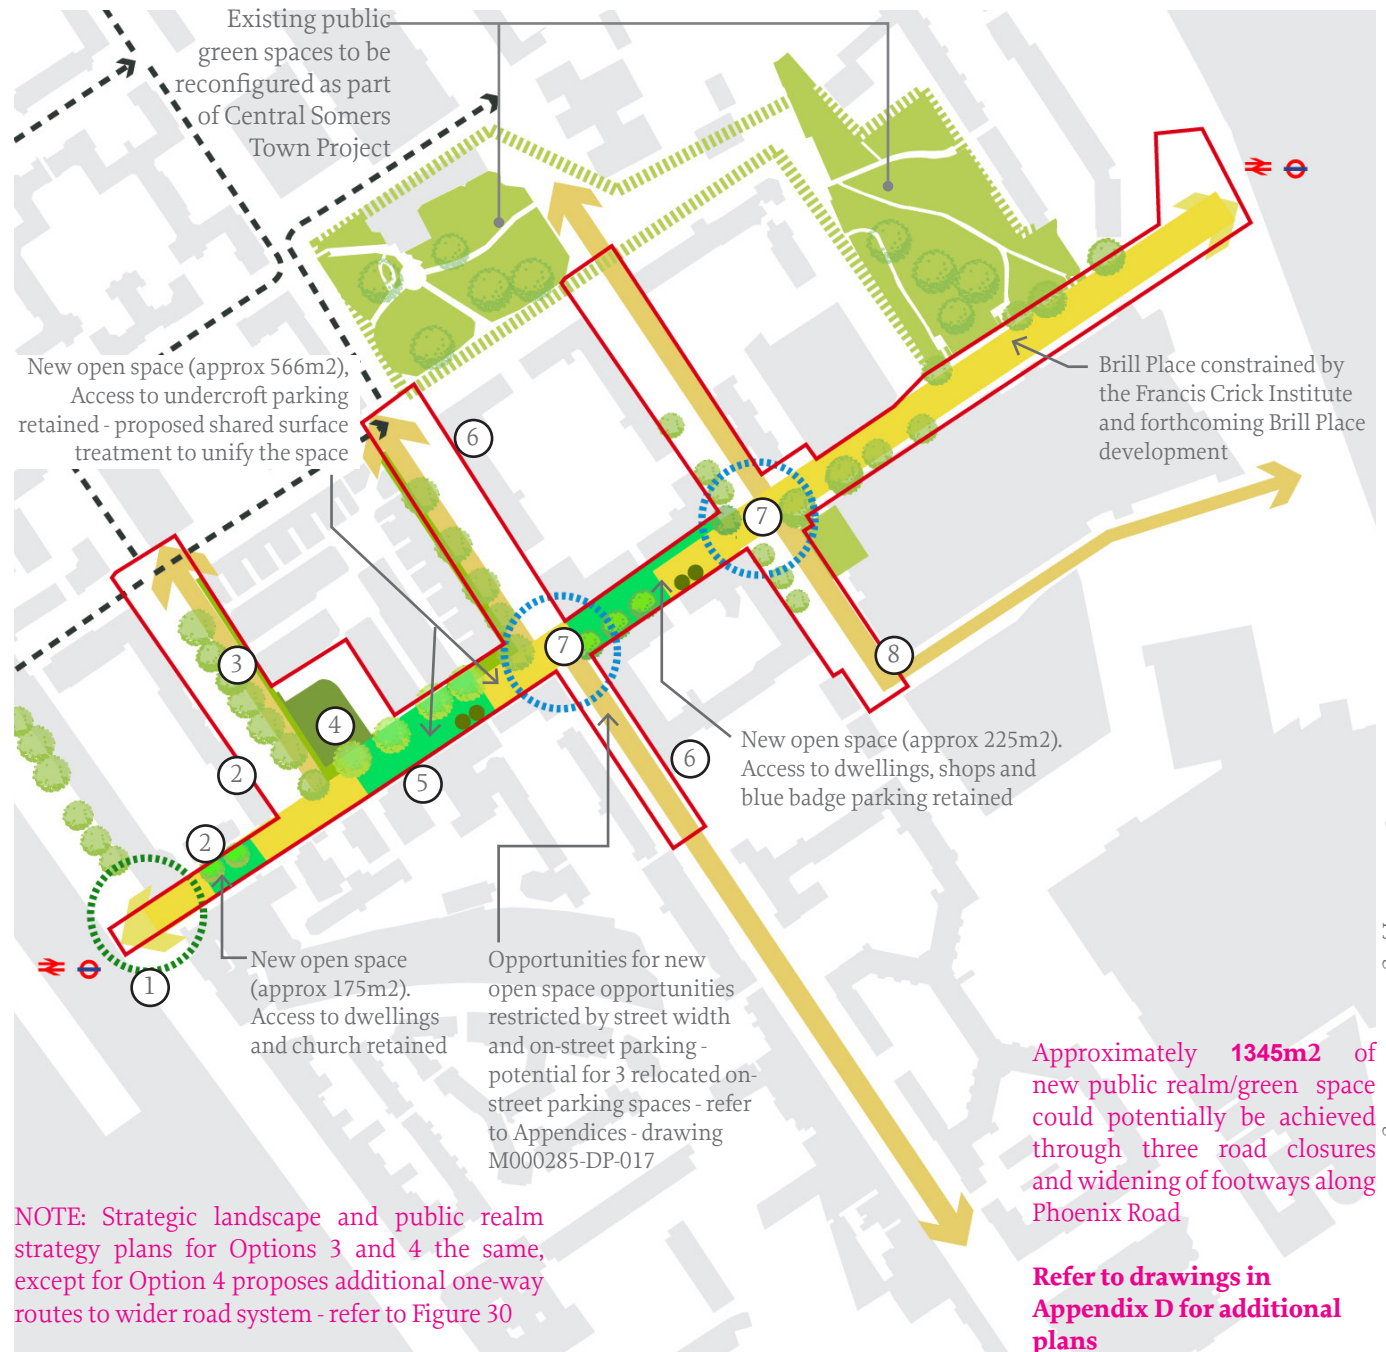 Existing public
green spaces to be
reconfigured as part
of Central Somers
Town Project
New open space (approx 566m2),
Access to undercroft parking
retained - proposed shared surface
treatment to unify the space
Brill Place constrained by
the Francis Crick Institute
and forthcoming Brill Place
development
6
7
3
7
8
4
2
5
6
New open space (approx 225m2).
Access to dwellings, shops and
blue badge parking retained
2
1
New open space
(approx 175m2).
Access to dwellings
and church retained
Opportunities for new
open space opportunities
restricted by street width
and on-street parking -
potential for 3 relocated on-
street parking spaces - refer
to Appendices - drawing
M000285-DP-017
Approximately 1345m2 of
new public realm/green space
could potentially be achieved
through three road closures
and widening of footways along
Phoenix Road
Refer to drawings in
Appendix D for additional
plans
NOTE: Strategic landscape and public realm
strategy plans for Options 3 and 4 the same,
except for Option 4 proposes additional one-way
routes to wider road system - refer to Figure 30